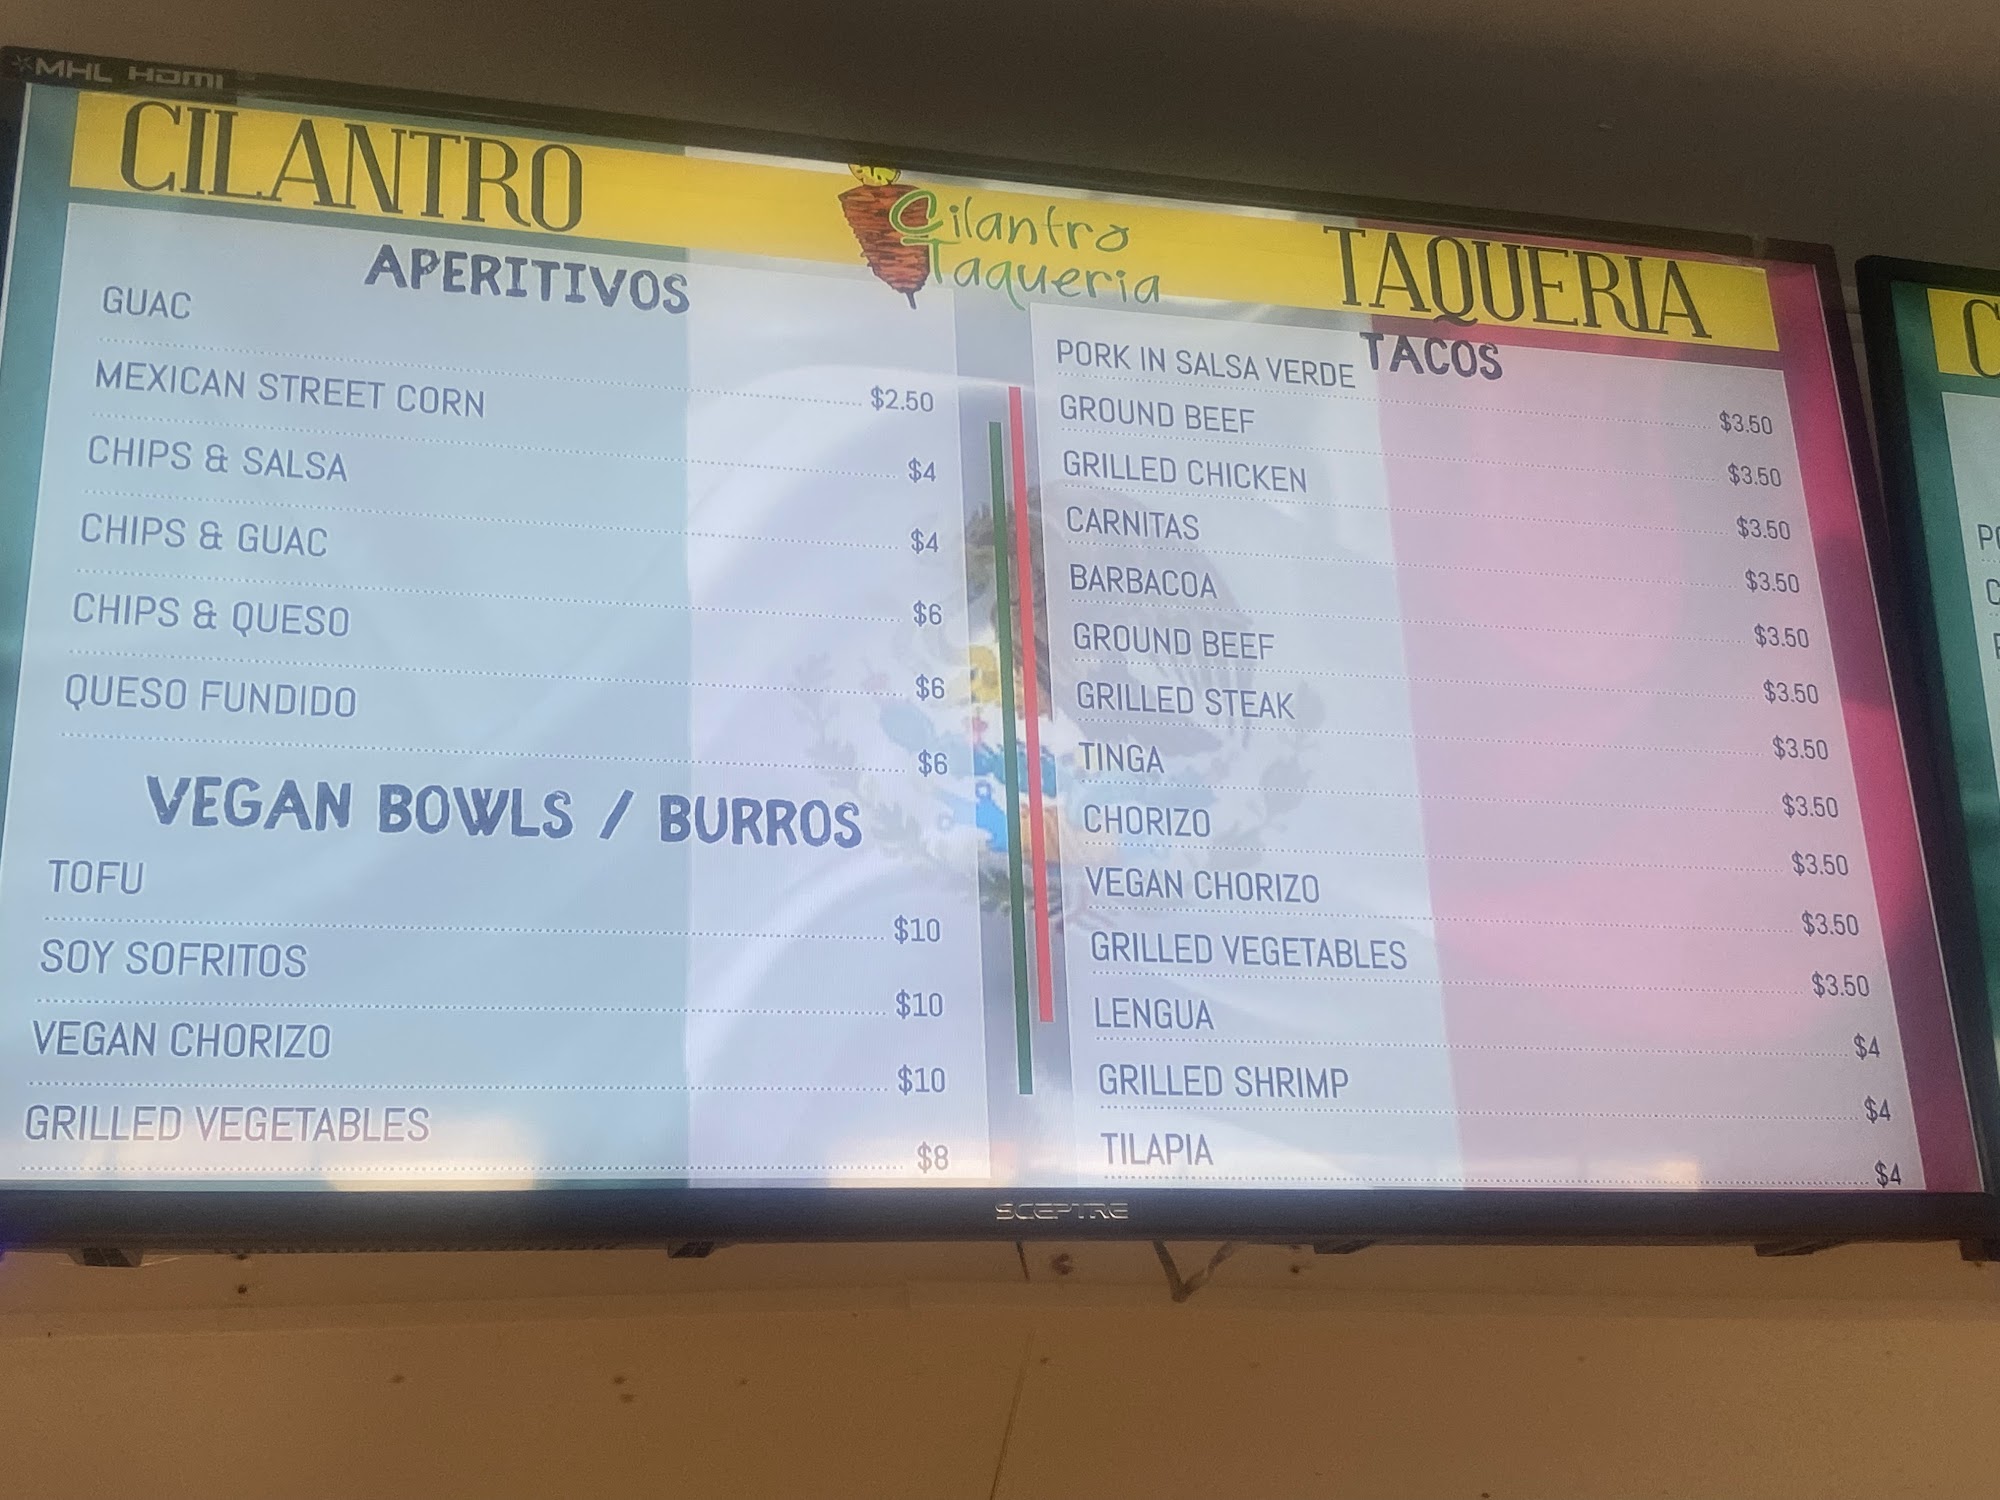 MHL HDMI
CILANTRO
Cilantro
Taqueria
TAQUERIA
APERITIVOS
GUAC $2.50
MEXICAN STREET CORN $4
CHIPS & SALSA $4
CHIPS & GUAC $6
CHIPS & QUESO $6
QUESO FUNDIDO $6
VEGAN BOWLS / BURROS
TOFU $10
SOY SOFRITOS $10
VEGAN CHORIZO $10
GRILLED VEGETABLES $8
TACOS
PORK IN SALSA VERDE $3.50
GROUND BEEF $3.50
GRILLED CHICKEN $3.50
CARNITAS $3.50
BARBACOA $3.50
GROUND BEEF $3.50
GRILLED STEAK $3.50
TINGA $3.50
CHORIZO $3.50
VEGAN CHORIZO $3.50
GRILLED VEGETABLES $3.50
LENGUA $4
GRILLED SHRIMP $4
TILAPIA $4
SCEPTRE